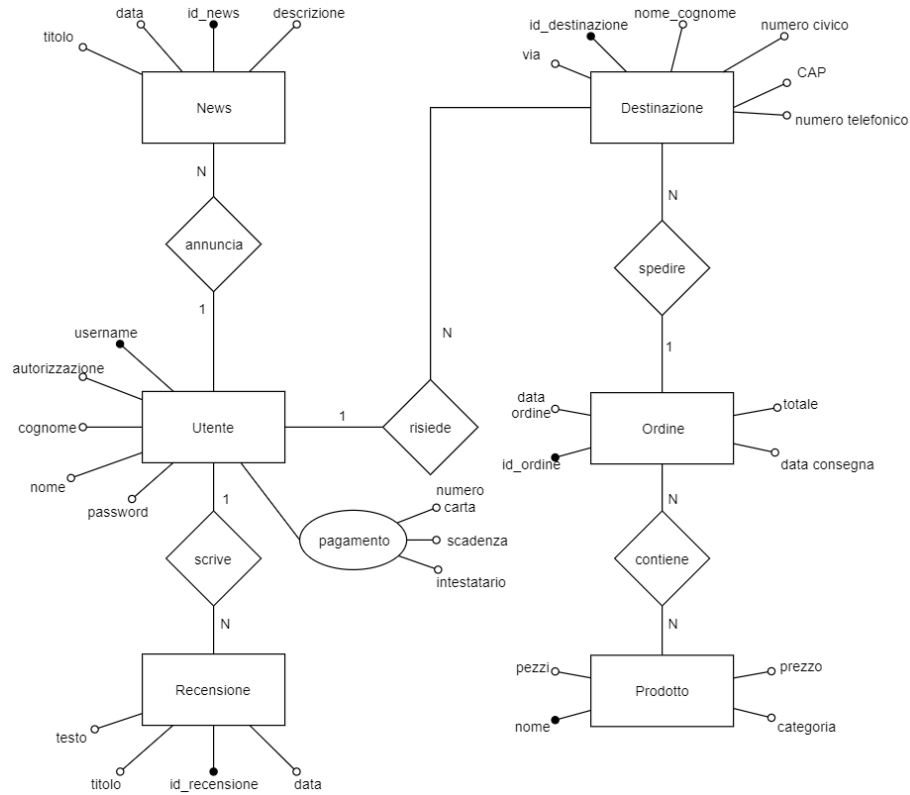 id_news
data
descrizione
titolo
News
N
annuncia
1
username
autorizzazione
cognome
nome
password
Utente
1
risiede
N
pagamento
numero
carta
scadenza
intestatario
1
scrive
N
Recensione
testo
titolo
id_recensione
data
nome_cognome
id_destinazione
numero civico
via
CAP
Destinazione
numero telefonico
N
spedire
1
data
ordine
totale
Ordine
id_ordine
data consegna
N
contiene
N
pezzi
prezzo
Prodotto
nome
categoria